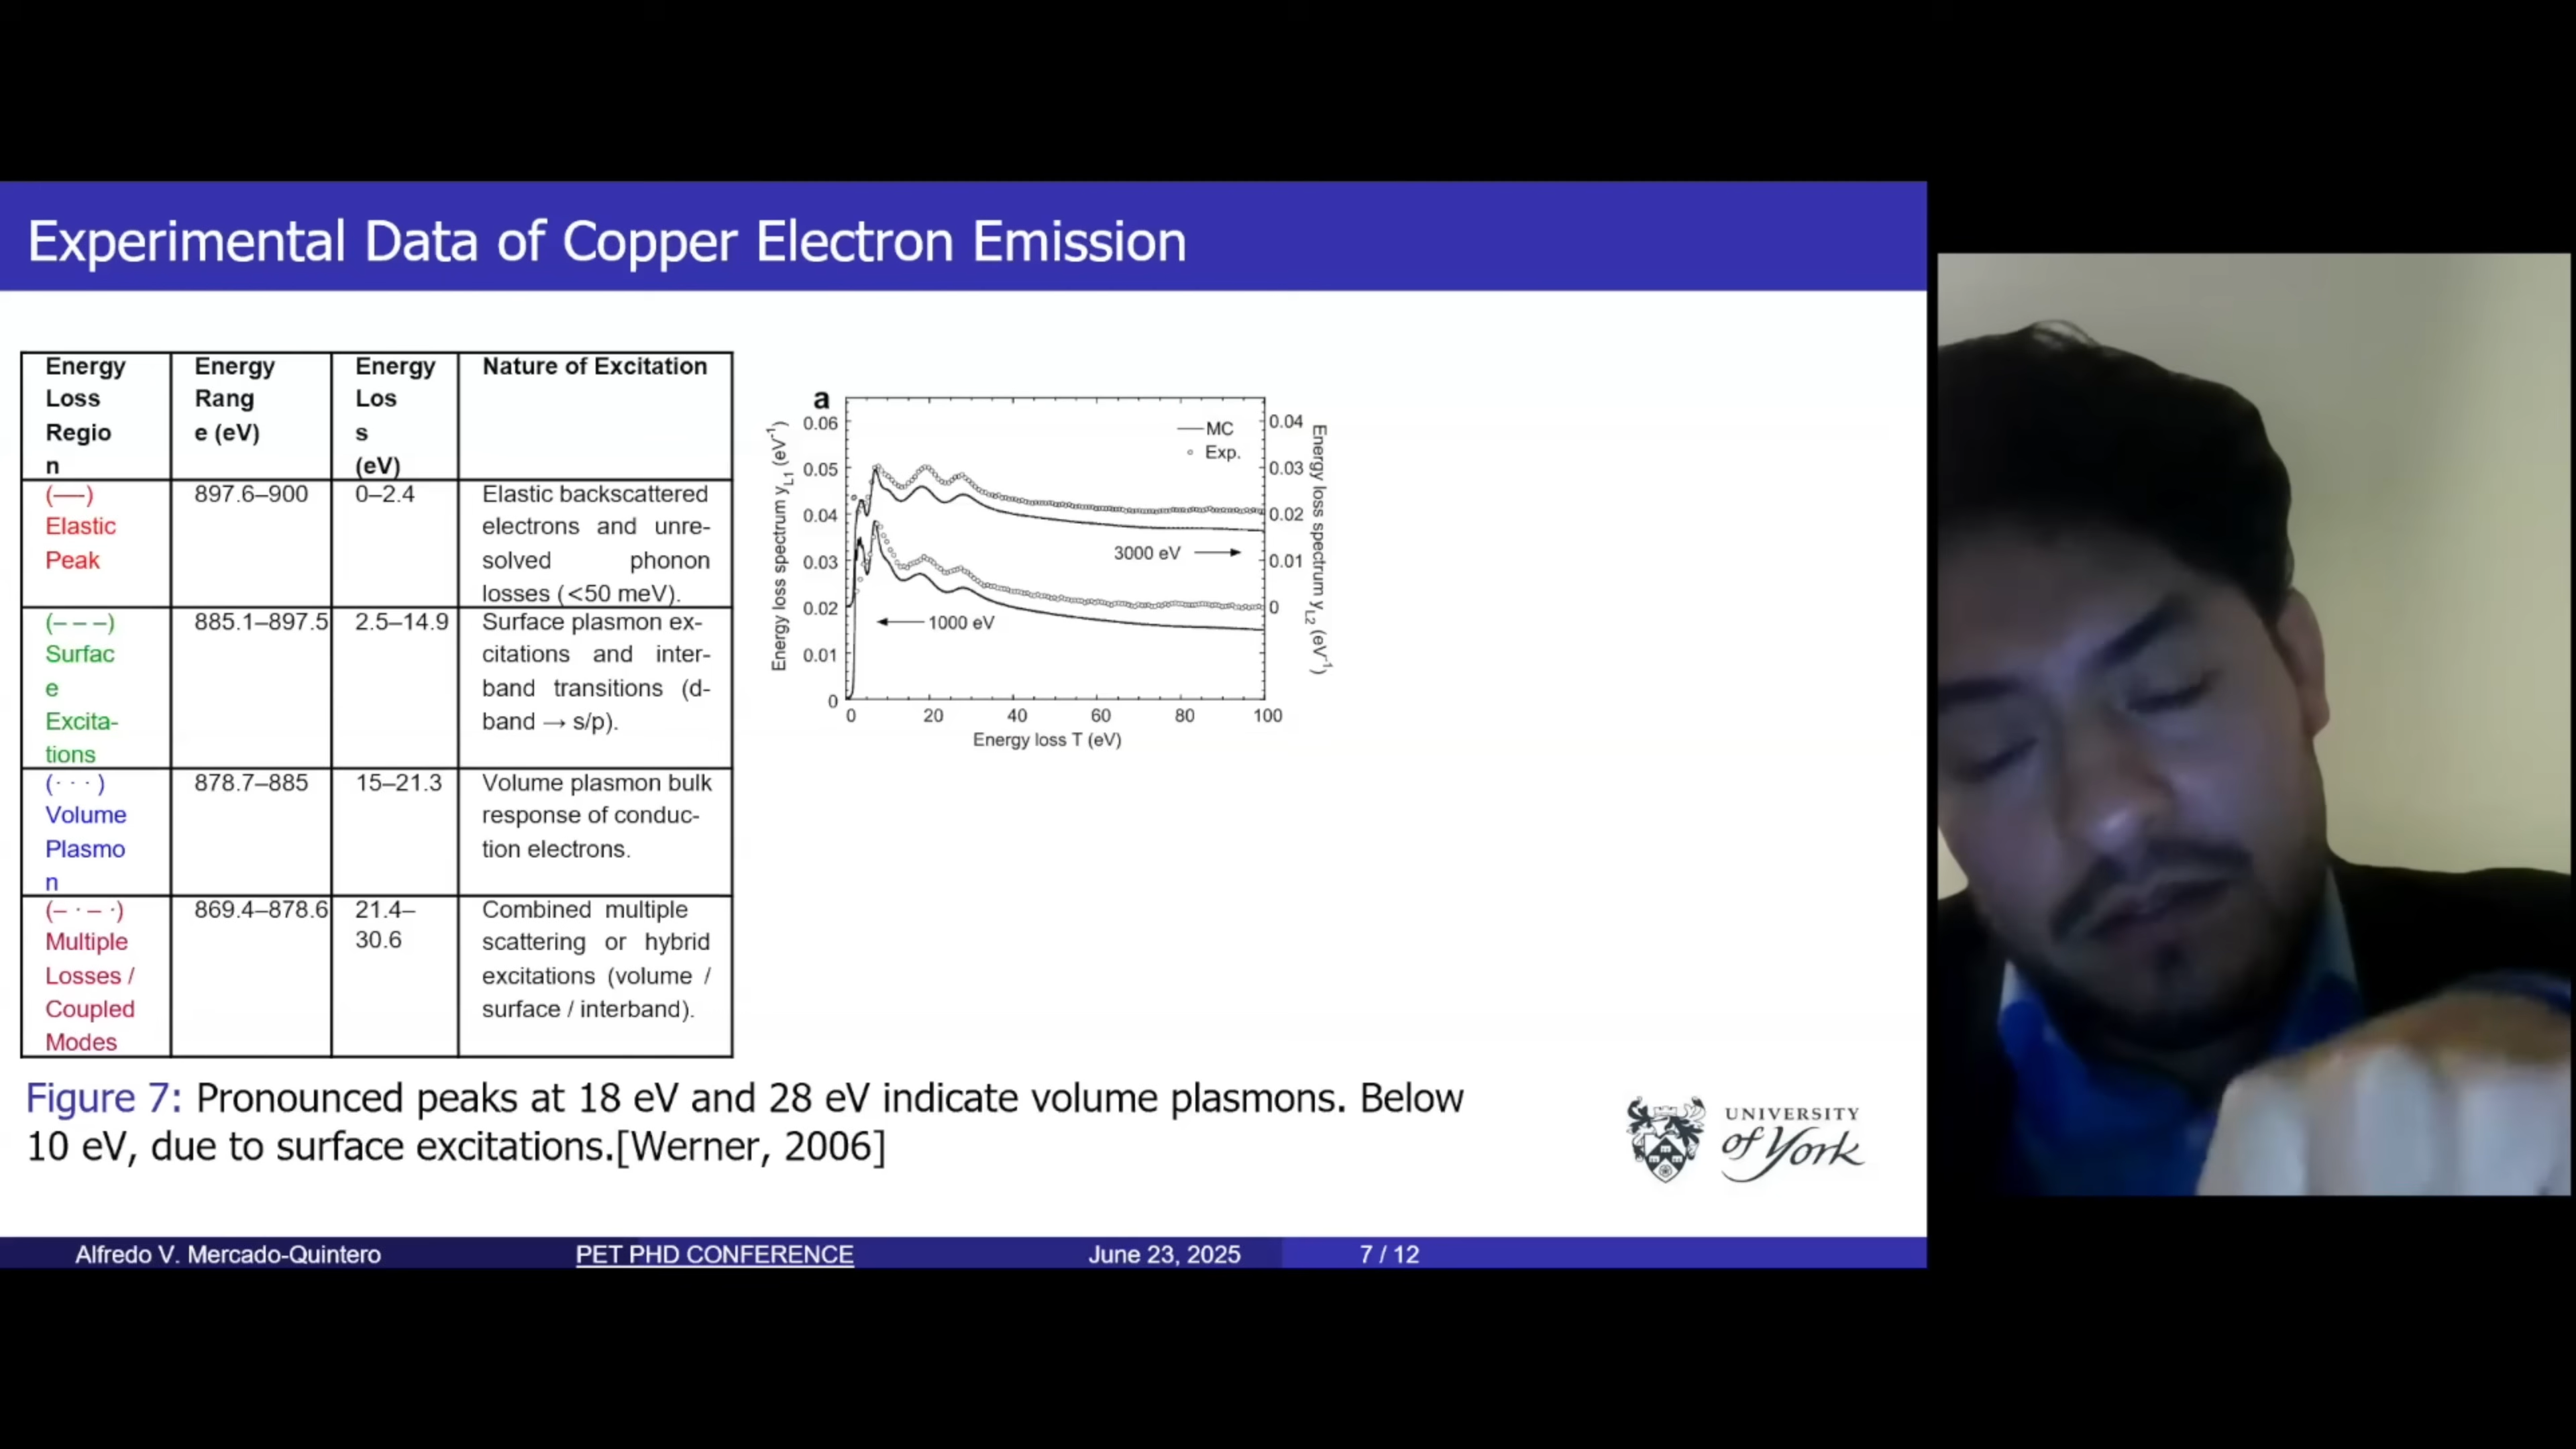 Experimental Data of Copper Electron Emission
Energy
Loss
Regio
n
Energy
Rang
e (eV)
Energy
Los
s
(eV)
Nature of Excitation
(—)
Elastic
Peak
897.6–900
0–2.4
Elastic backscattered
electrons and unre-
solved phonon
losses (<50 meV).
(– – –)
Surfac
e
Excita-
tions
885.1–897.5
2.5–14.9
Surface plasmon ex-
citations and inter-
band transitions (d-
band → s/p).
(· · · )
Volume
Plasmo
n
878.7–885
15–21.3
Volume plasmon bulk
response of conduc-
tion electrons.
(– · – ·)
Multiple
Losses /
Coupled
Modes
869.4–878.6
21.4–
30.6
Combined multiple
scattering or hybrid
excitations (volume /
surface / interband).
a
Energy loss spectrum yL1 (eV-1)
0.06
0.05
0.04
0.03
0.02
0.01
0
MC
Exp.
3000 eV
1000 eV
0.04
0.03
0.02
0.01
0
Energy loss spectrum yL2 (eV-1)
0 20 40 60 80 100
Energy loss T (eV)
Figure 7: Pronounced peaks at 18 eV and 28 eV indicate volume plasmons. Below
10 eV, due to surface excitations.[Werner, 2006]
UNIVERSITY
of York
Alfredo V. Mercado-Quintero PET PHD CONFERENCE June 23, 2025 7 / 12